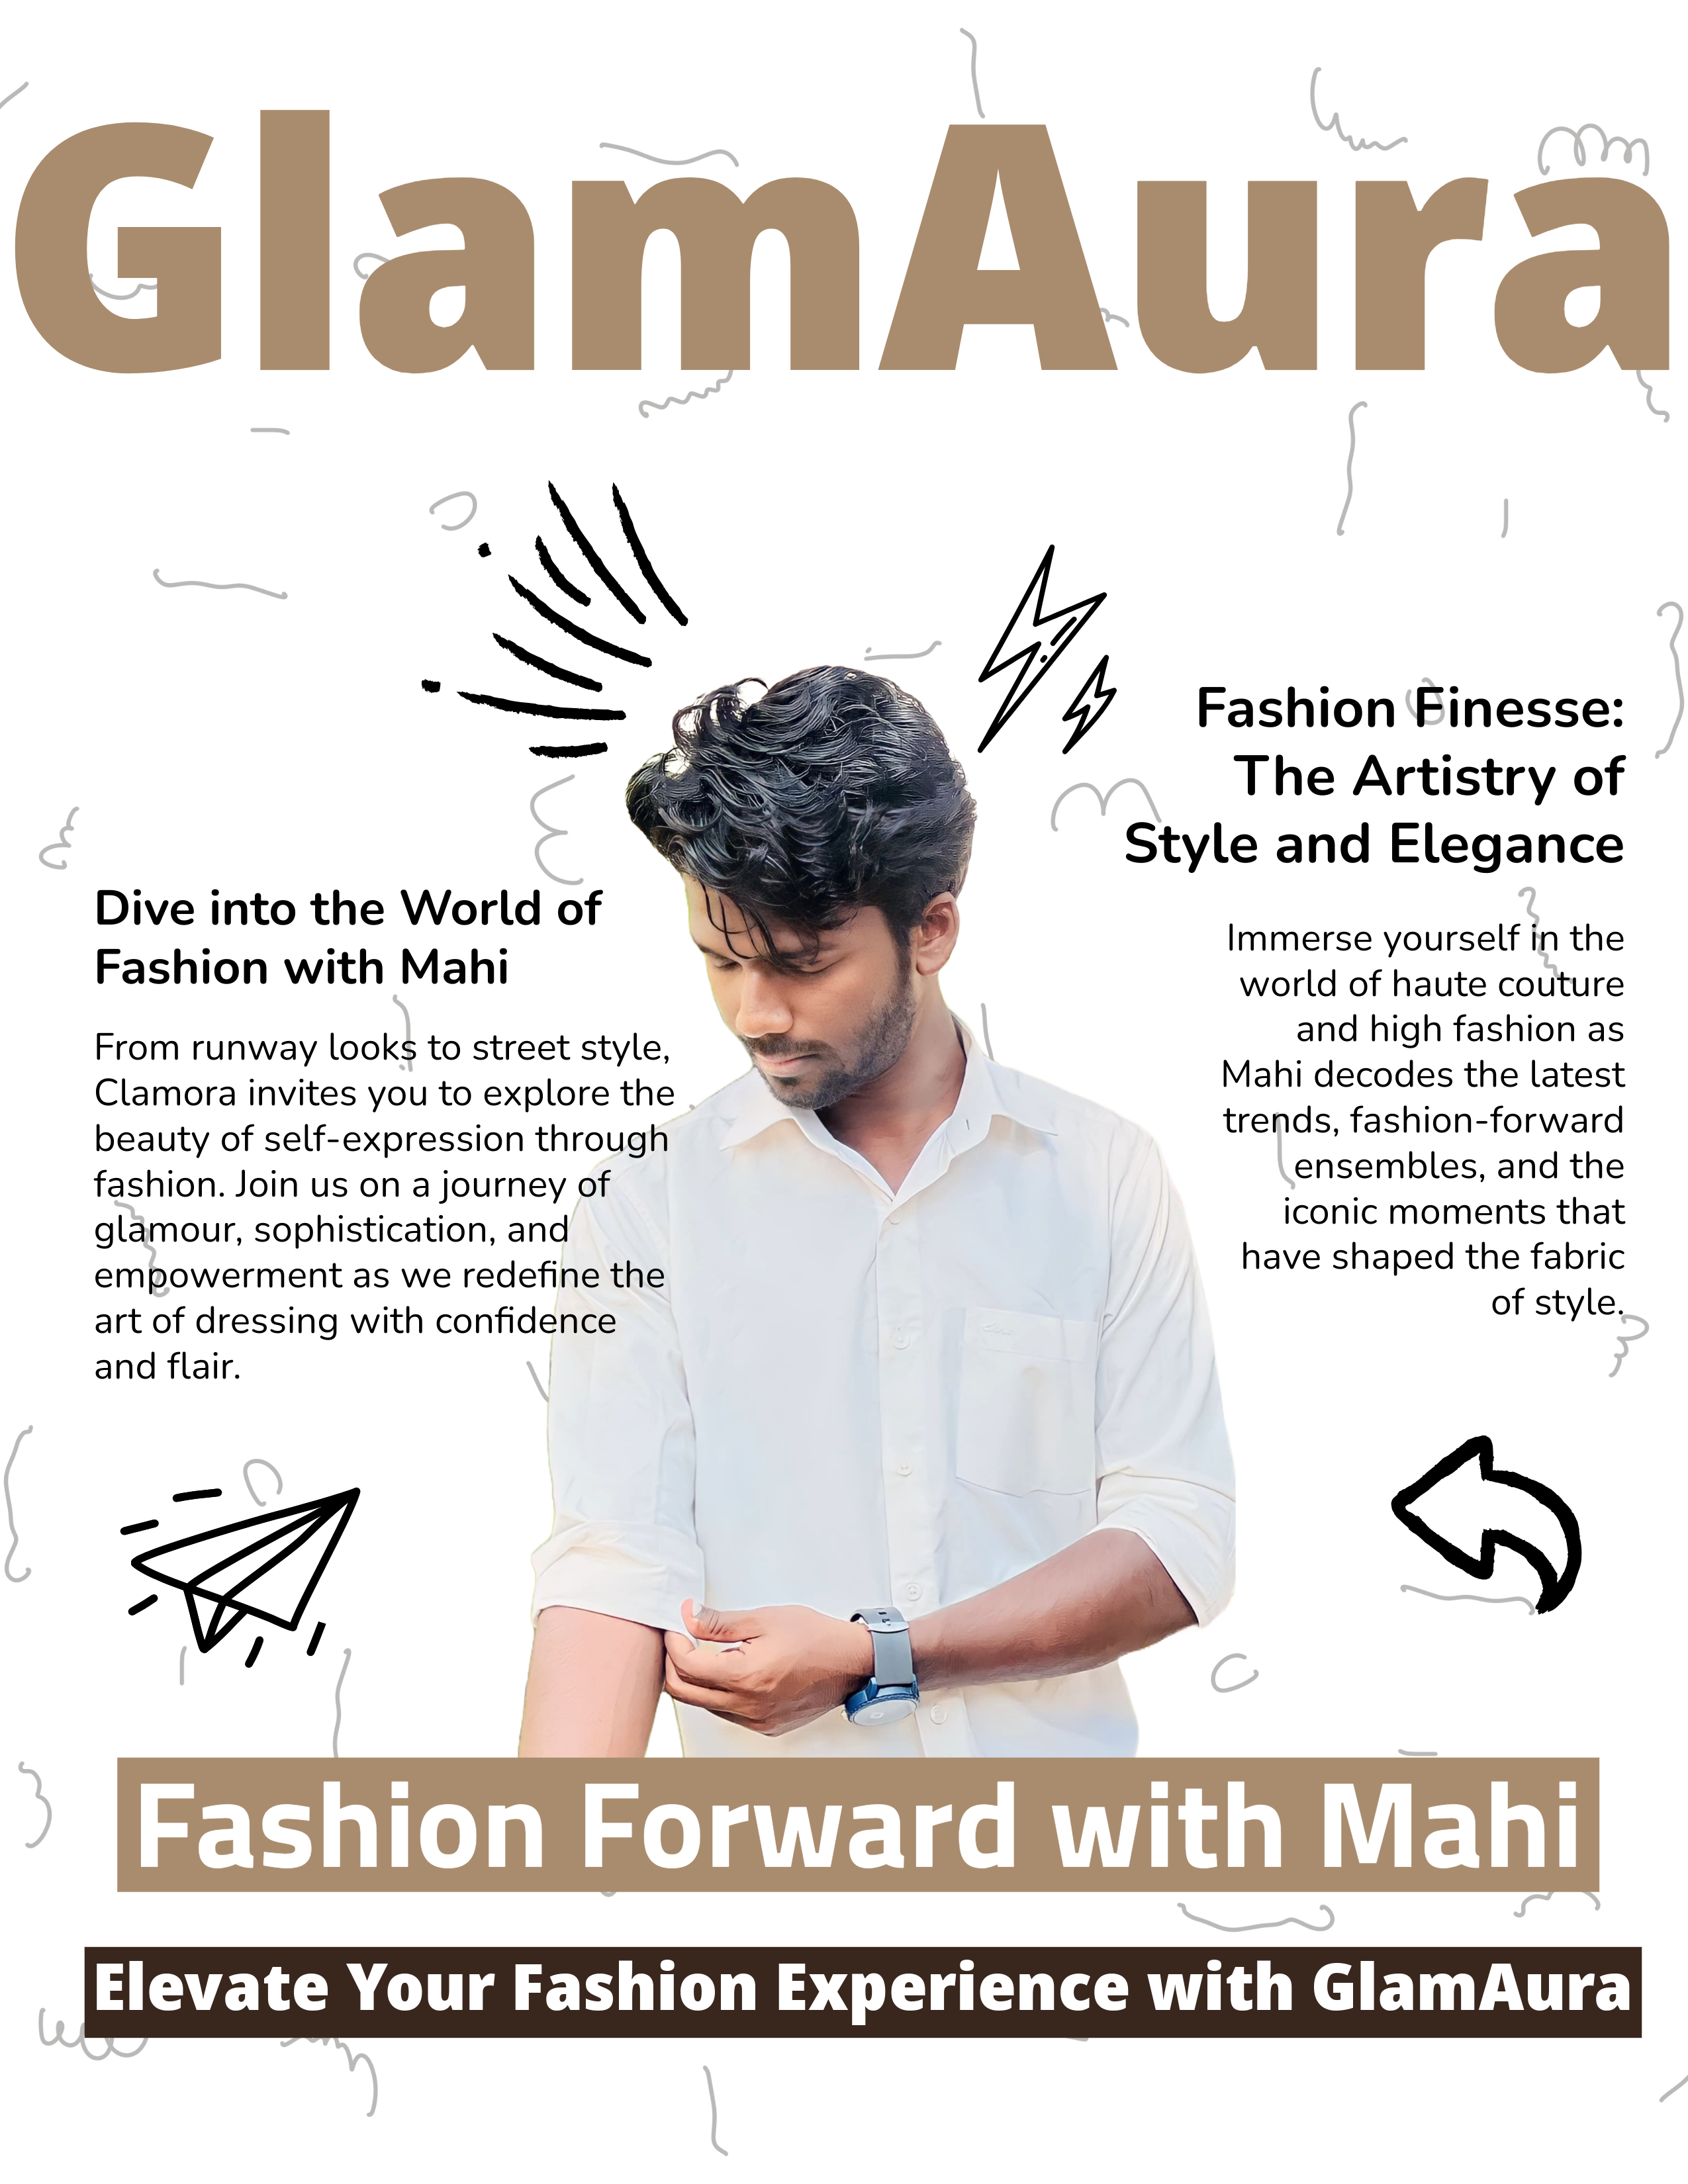 GlamAura
Dive into the World of
Fashion with Mahi
From runway looks to street style,
Clamora invites you to explore the
beauty of self-expression through
fashion. Join us on a journey of
glamour, sophistication, and
empowerment as we redefine the
art of dressing with confidence
and flair.
Fashion Finesse:
The Artistry of
Style and Elegance
Immerse yourself in the
world of haute couture
and high fashion as
Mahi decodes the latest
trends, fashion-forward
ensembles, and the
iconic moments that
have shaped the fabric
of style.
Fashion Forward with Mahi
Elevate Your Fashion Experience with GlamAura